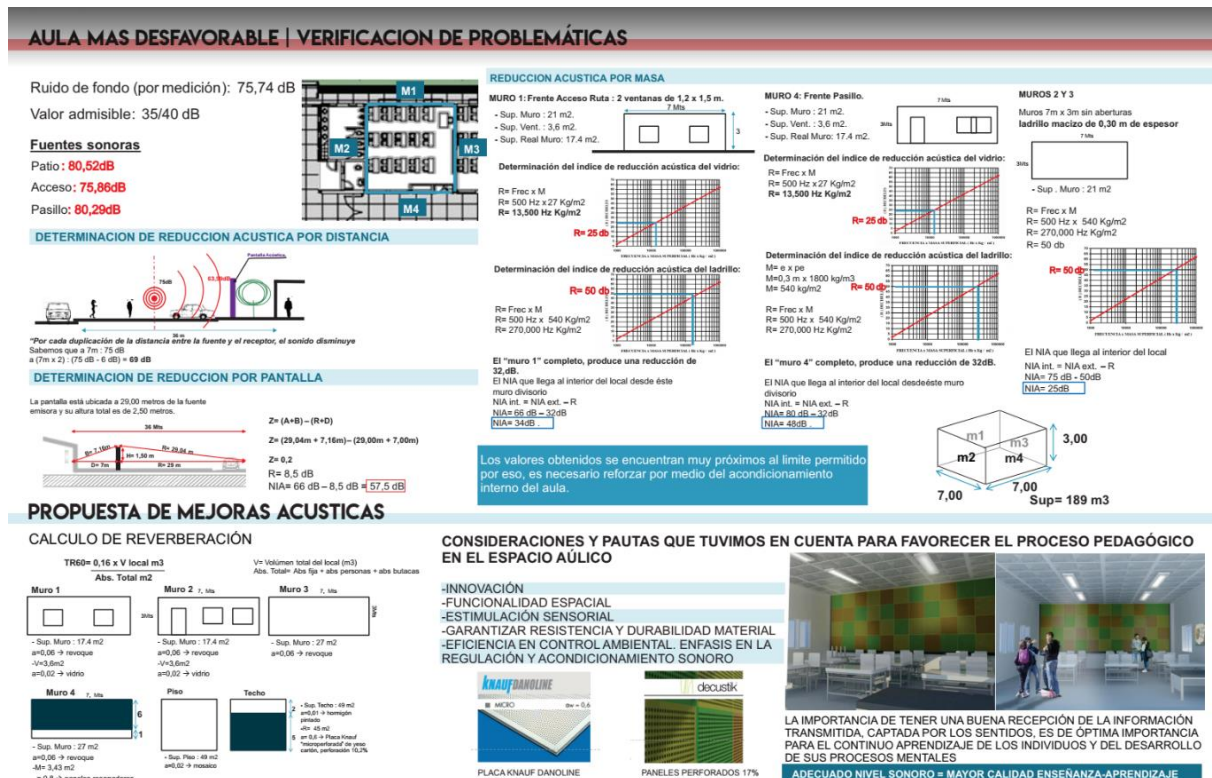 AULA MAS DESFAVORABLE | VERIFICACION DE PROBLEMÁTICAS
Ruido de fondo (por medición): 75,74 dB
Valor admisible: 35/40 dB
Fuentes sonoras
Patio: 80,52dB
Acceso: 75,86dB
Pasillo: 80,29dB
M1
M2
M3
M4
DETERMINACION DE REDUCCION ACUSTICA POR DISTANCIA
Pantalla Acústica
75dB
36 m
"Por cada duplicación de la distancia entre la fuente y el receptor, el sonido disminuye
Sabemos que a 7m : 75 dB
a (7m x 2) : (75 dB - 6 dB) = 69 dB
DETERMINACION DE REDUCCION POR PANTALLA
La pantalla está ubicada a 29,00 metros de la fuente
emisora y su altura total es de 2,50 metros.
36 Mts
R= 7,16m
H= 1,50 m
R= 29,04 m
D= 7m
R= 29 m
Z= (A+B) – (R+D)
Z= (29,04m + 7,16m)– (29,00m + 7,00m)
Z= 0,2
R= 8,5 dB
NIA= 66 dB – 8,5 dB = 57,5 dB
REDUCCION ACUSTICA POR MASA
MURO 1: Frente Acceso Ruta : 2 ventanas de 1,2 x 1,5 m.
7 Mts
- Sup. Muro : 21 m2.
- Sup. Vent. : 3,6 m2.
- Sup. Real Muro: 17.4 m2.
3
Determinación del indice de reducción acústica del vidrio:
R= Frec x M
R= 500 Hz x 27 Kg/m2
R= 13,500 Hz Kg/m2
R= 25 db
Determinación del indice de reducción acústica del ladrillo:
R= 50 db
R= Frec x M
R= 500 Hz x 540 Kg/m2
R= 270,000 Hz Kg/m2
El "muro 1" completo, produce una reducción de
32,dB.
El NIA que llega al interior del local desde éste
muro divisorio
NIA int. = NIA ext. – R
NIA= 66 dB – 32dB
NIA= 34dB .
MURO 4: Frente Pasillo.
7 Mts
- Sup. Muro : 21 m2.
- Sup. Vent. : 3,6 m2.
- Sup. Real Muro: 17.4 m2.
3Mts
Determinación del indice de reducción acústica del vidrio:
R= Frec x M
R= 500 Hz x 27 Kg/m2
R= 13,500 Hz Kg/m2
R= 25 db
Determinación del indice de reducción acústica del ladrillo:
M= e x pe
M=0,3 m x 1800 kg/m3
M= 540 kg/m2
R= 50 db
R= Frec x M
R= 500 Hz x 540 Kg/m2
R= 270,000 Hz Kg/m2
El "muro 4" completo, produce una reducción de 32dB.
El NIA que llega al interior del local desdeéste muro
divisorio
NIA int. = NIA ext. – R
NIA= 80 dB – 32dB
NIA= 48dB .
MUROS 2 Y 3
Muros 7m x 3m sin aberturas
ladrillo macizo de 0,30 m de espesor
7 Mts
3Mts
- Sup . Muro : 21 m2
R= Frec x M
R= 500 Hz x 540 Kg/m2
R= 270,000 Hz Kg/m2
R= 50 db
R= 50 db
El NIA que llega al interior del local
NIA int. = NIA ext. – R
NIA= 75 dB - 50dB
NIA= 25dB
m1
m3
m2
m4
3,00
7,00
7,00
Sup= 189 m3
Los valores obtenidos se encuentran muy próximos al limite permitido
por eso, es necesario reforzar por medio del acondicionamiento
interno del aula.
PROPUESTA DE MEJORAS ACUSTICAS
CALCULO DE REVERBERACIÓN
TR60= 0,16 x V local m3
Abs. Total m2
V= Volúmen total del local (m3)
Abs. Total= Abs fija + abs personas + abs butacas
Muro 1
3Mts
- Sup. Muro : 17.4 m2
a=0,06 → revoque
-V=3,6m2
a=0,02 → vidrio
Muro 2
7, Mts
- Sup. Muro : 17.4 m2
a=0,06 → revoque
-V=3,6m2
a=0,02 → vidrio
Muro 3
7, Mts
3Mts
- Sup. Muro : 27 m2
a=0,06 → revoque
Muro 4
7, Mts
6
1
- Sup. Muro : 27 m2
a=0,06 → revoque
-M= 3,43 m2
Piso
- Sup. Piso : 49 m2
a=0,02 → mosaico
Techo
2
5
- Sup. Techo : 49 m2
a=0,01 → hormigón
pintado
-R= 45 m2
a= 0,6 → Placa Knauf
"microperforada" de yeso
cartón, perforación 10,2%
CONSIDERACIONES Y PAUTAS QUE TUVIMOS EN CUENTA PARA FAVORECER EL PROCESO PEDAGÓGICO
EN EL ESPACIO AÚLICO
-INNOVACIÓN
-FUNCIONALIDAD ESPACIAL
-ESTIMULACIÓN SENSORIAL
-GARANTIZAR RESISTENCIA Y DURABILIDAD MATERIAL
-EFICIENCIA EN CONTROL AMBIENTAL. ENFASIS EN LA
REGULACIÓN Y ACONDICIONAMIENTO SONORO
KNAUF DANOLINE
MICRO
αw = 0,6
PLACA KNAUF DANOLINE
decustik
PANELES PERFORADOS 17%
LA IMPORTANCIA DE TENER UNA BUENA RECEPCIÓN DE LA INFORMACIÓN
TRANSMITIDA, CAPTADA POR LOS SENTIDOS, ES DE ÓPTIMA IMPORTANCIA
PARA EL CONTINUO APRENDIZAJE DE LOS INDIVIDUOS Y DEL DESARROLLO
DE SUS PROCESOS MENTALES
ADECUADO NIVEL SONORO = MAYOR CALIDAD ENSEÑANZA-APRENDIZAJE